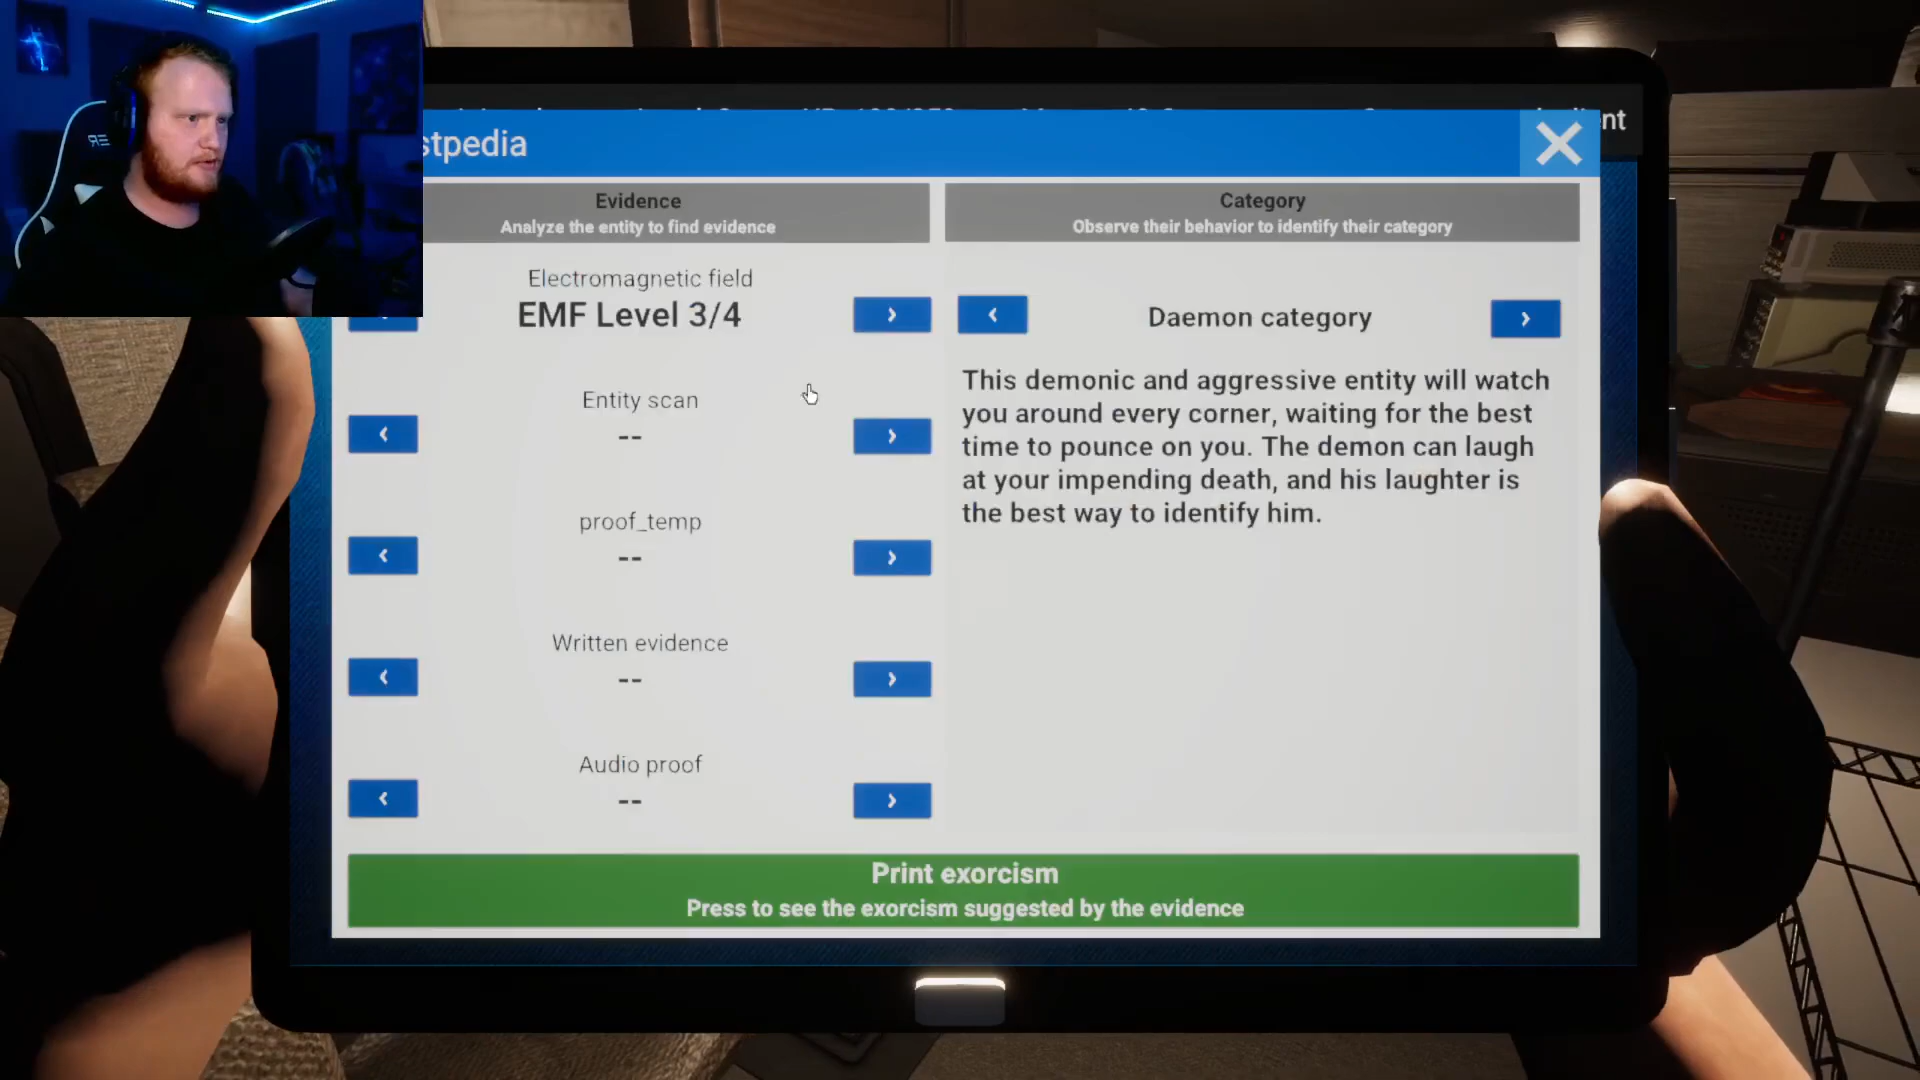 nt
stpedia
Evidence
Analyze the entity to find evidence
Category
Observe their behavior to identify their category
Electromagnetic field
EMF Level 3/4
Entity scan
--
proof_temp
--
Written evidence
--
Audio proof
--
Daemon category
This demonic and aggressive entity will watch
you around every corner, waiting for the best
time to pounce on you. The demon can laugh
at your impending death, and his laughter is
the best way to identify him.
Print exorcism
Press to see the exorcism suggested by the evidence